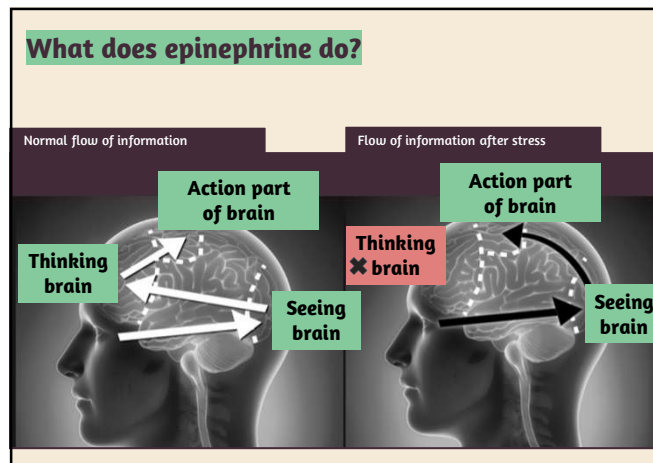 What does epinephrine do?
Normal flow of information
Action part
of brain
Thinking
brain
Seeing
brain
Flow of information after stress
Action part
of brain
Thinking
✖ brain
Seeing
brain